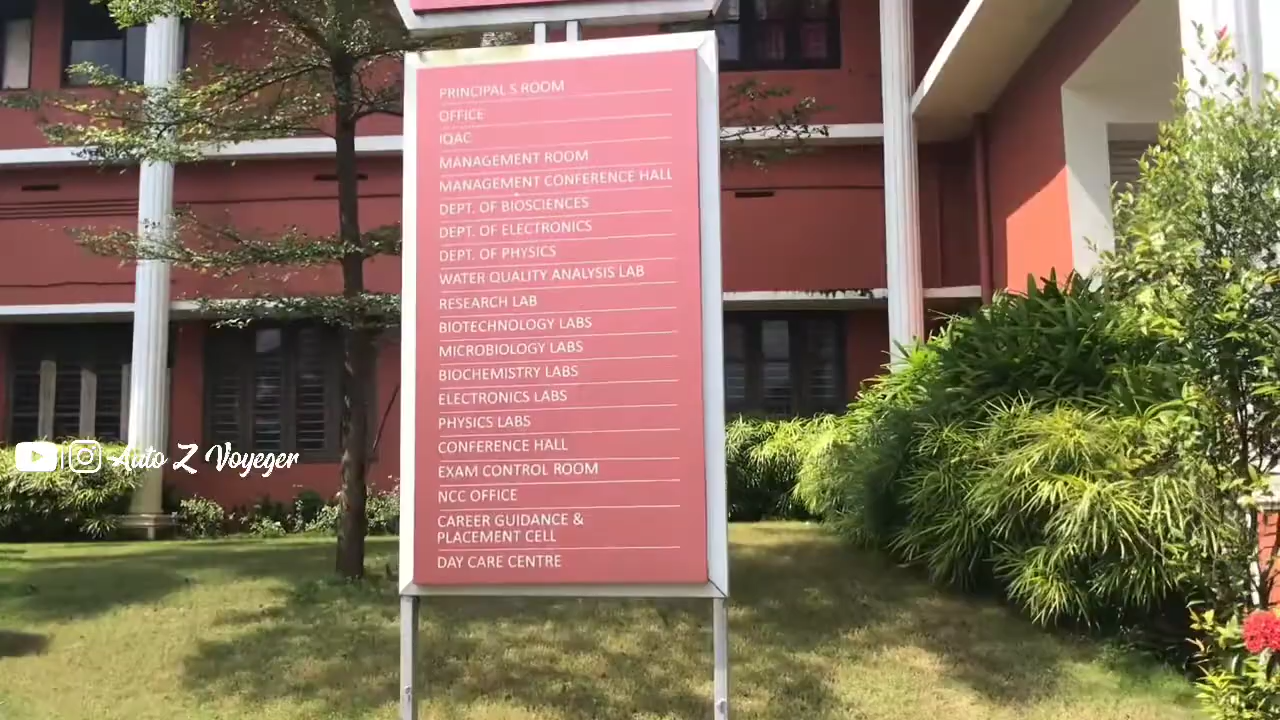 PRINCIPAL S ROOM
OFFICE
IQAC
MANAGEMENT ROOM
MANAGEMENT CONFERENCE HALL
DEPT. OF BIOSCIENCES
DEPT. OF ELECTRONICS
DEPT. OF PHYSICS
WATER QUALITY ANALYSIS LAB
RESEARCH LAB
BIOTECHNOLOGY LABS
MICROBIOLOGY LABS
BIOCHEMISTRY LABS
ELECTRONICS LABS
PHYSICS LABS
CONFERENCE HALL
EXAM CONTROL ROOM
NCC OFFICE
CAREER GUIDANCE &
PLACEMENT CELL
DAY CARE CENTRE
Auto Z Voyeger